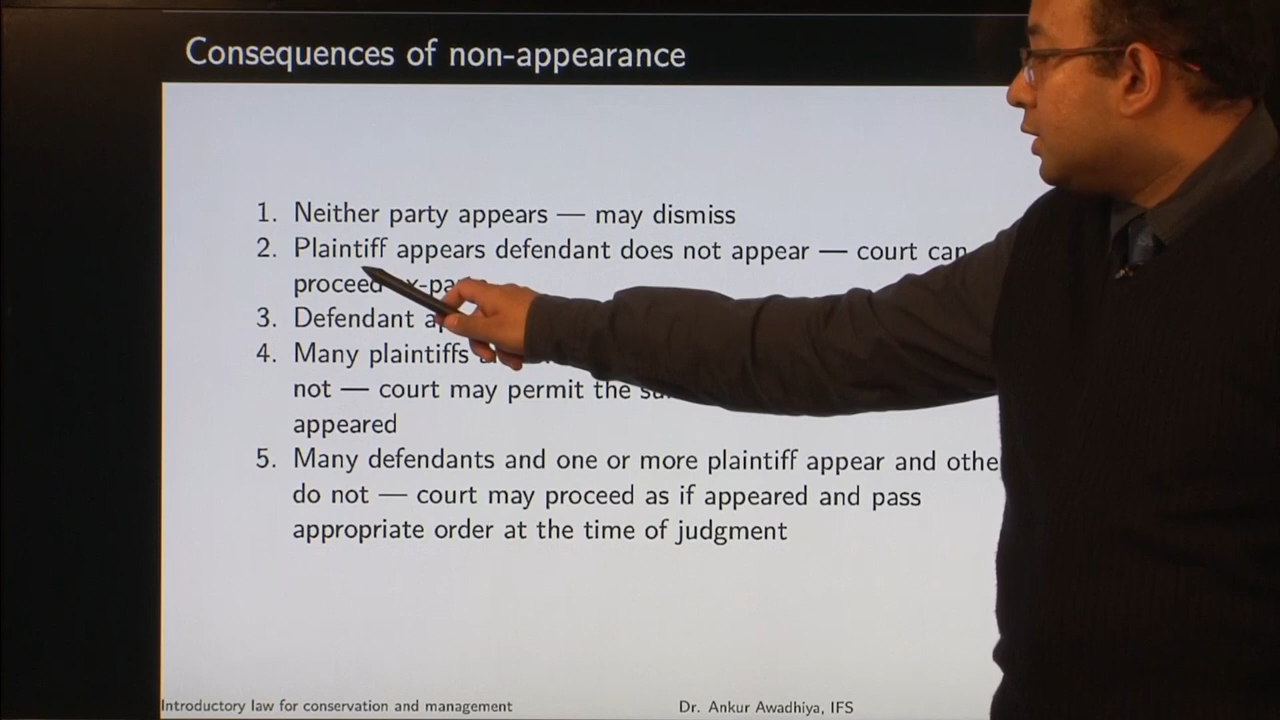 Consequences of non-appearance
1. Neither party appears — may dismiss
2. Plaintiff appears defendant does not appear — court can
proceed
3. Defendant
4. Many plaintiffs
not — court may permit the
appeared
5. Many defendants and one or more plaintiff appear and othe
do not — court may proceed as if appeared and pass
appropriate order at the time of judgment
Introductory law for conservation and management
Dr. Ankur Awadhiya, IFS